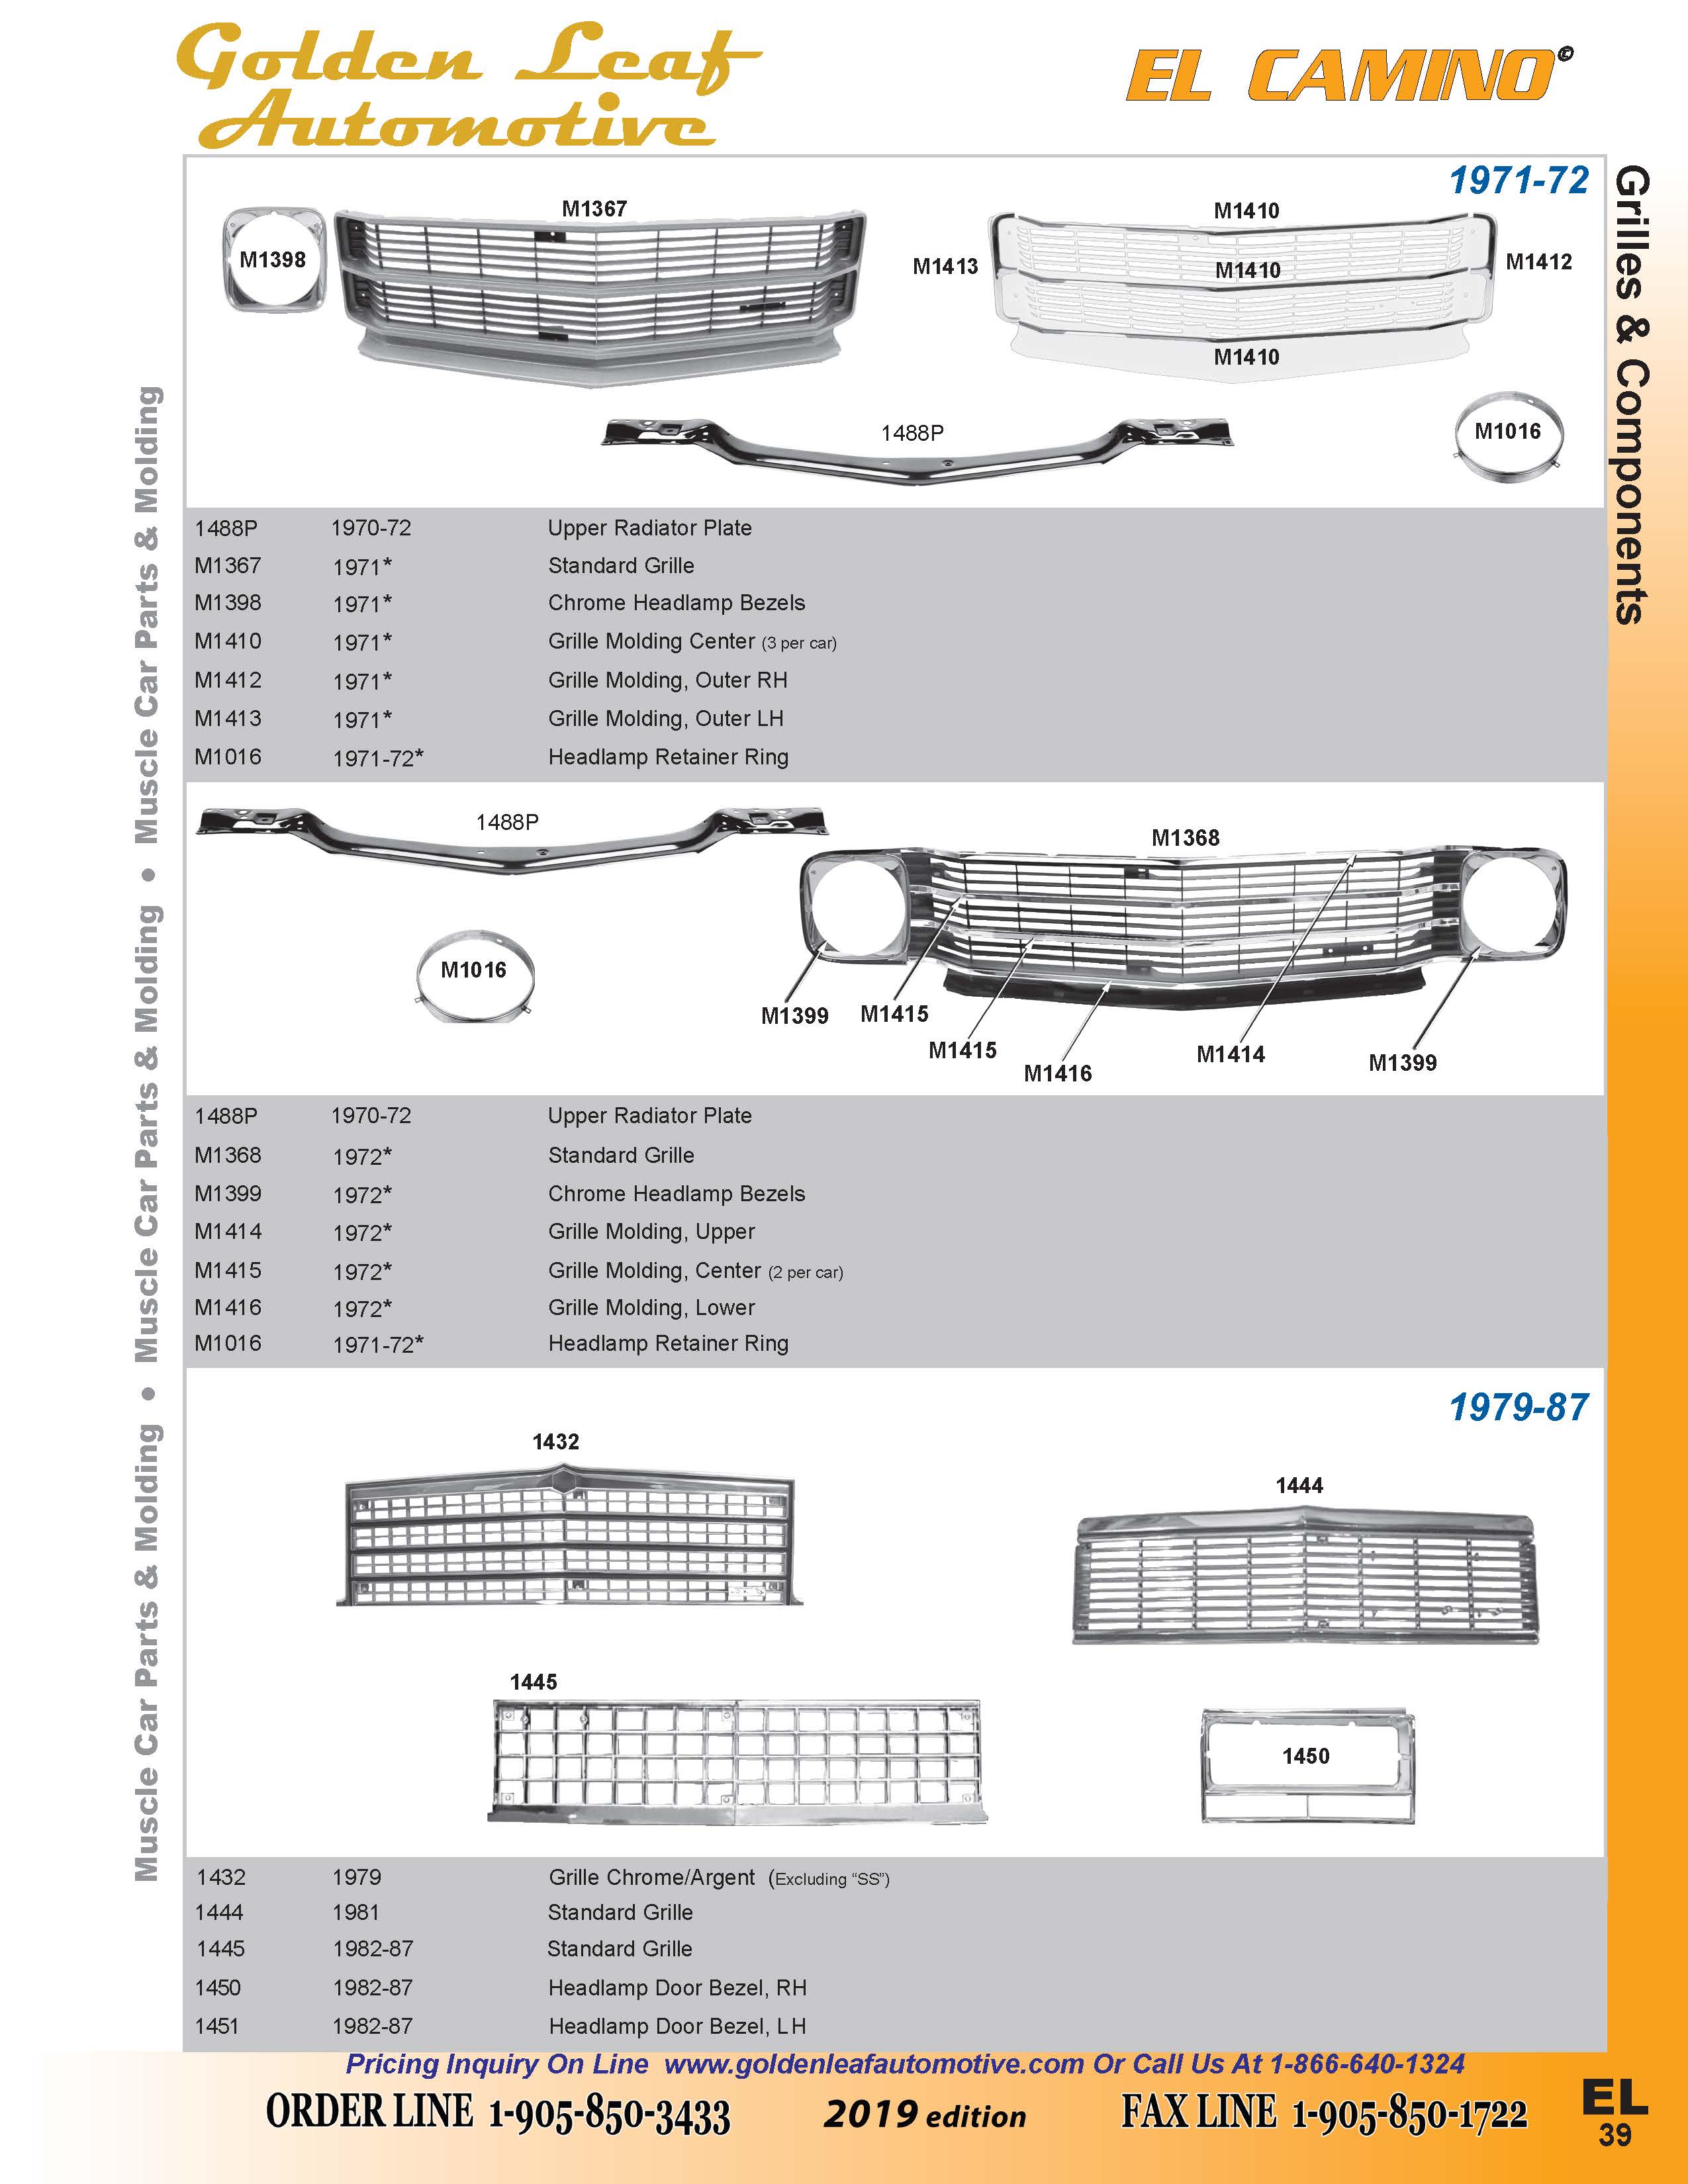 Golden Leaf
Automotive
EL CAMINO©
Grilles & Components
Muscle Car Parts & Molding • Muscle Car Parts & Molding • Muscle Car Parts & Molding
1971-72
M1398
M1367
M1413
M1410
M1410
M1410
M1412
1488P
M1016
1488P 1970-72 Upper Radiator Plate
M1367 1971* Standard Grille
M1398 1971* Chrome Headlamp Bezels
M1410 1971* Grille Molding Center (3 per car)
M1412 1971* Grille Molding, Outer RH
M1413 1971* Grille Molding, Outer LH
M1016 1971-72* Headlamp Retainer Ring
1488P
M1016
M1368
M1399
M1415
M1415
M1416
M1414
M1399
1488P 1970-72 Upper Radiator Plate
M1368 1972* Standard Grille
M1399 1972* Chrome Headlamp Bezels
M1414 1972* Grille Molding, Upper
M1415 1972* Grille Molding, Center (2 per car)
M1416 1972* Grille Molding, Lower
M1016 1971-72* Headlamp Retainer Ring
1979-87
1432
1444
1445
1450
1432 1979 Grille Chrome/Argent (Excluding “SS”)
1444 1981 Standard Grille
1445 1982-87 Standard Grille
1450 1982-87 Headlamp Door Bezel, RH
1451 1982-87 Headlamp Door Bezel, LH
Pricing Inquiry On Line www.goldenleafautomotive.com Or Call Us At 1-866-640-1324
ORDER LINE 1-905-850-3433 2019 edition FAX LINE 1-905-850-1722
EL
39